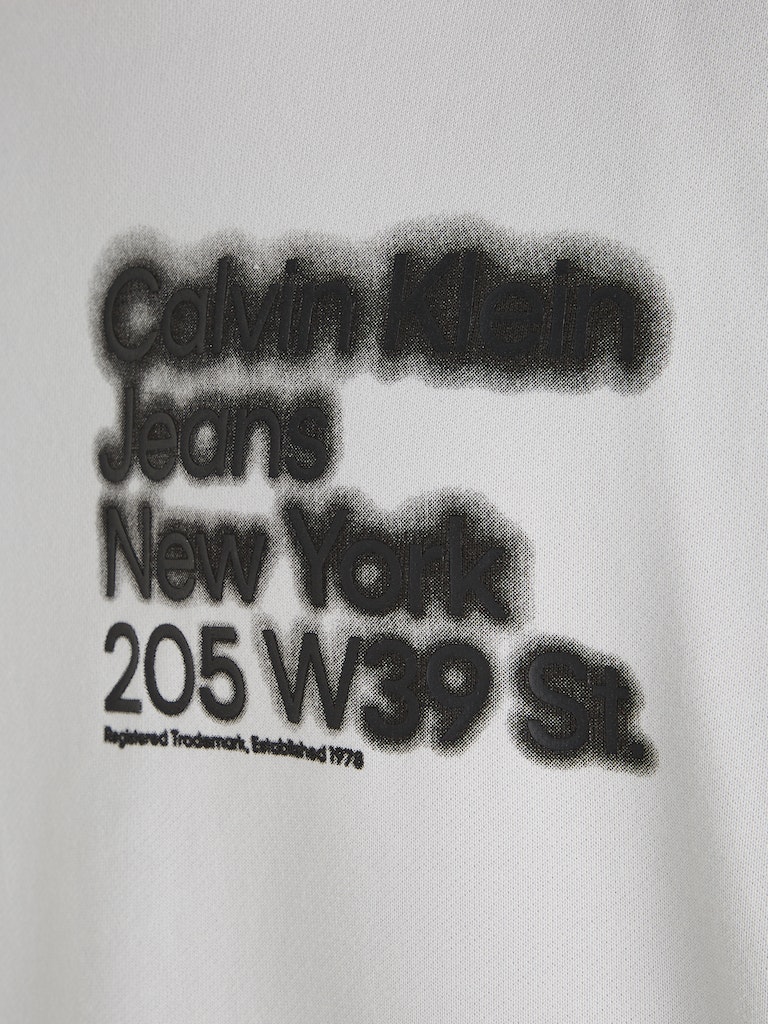 Calvin Klein
Jeans
New York
205 W39 St.
Registered Trademark, Established 1978